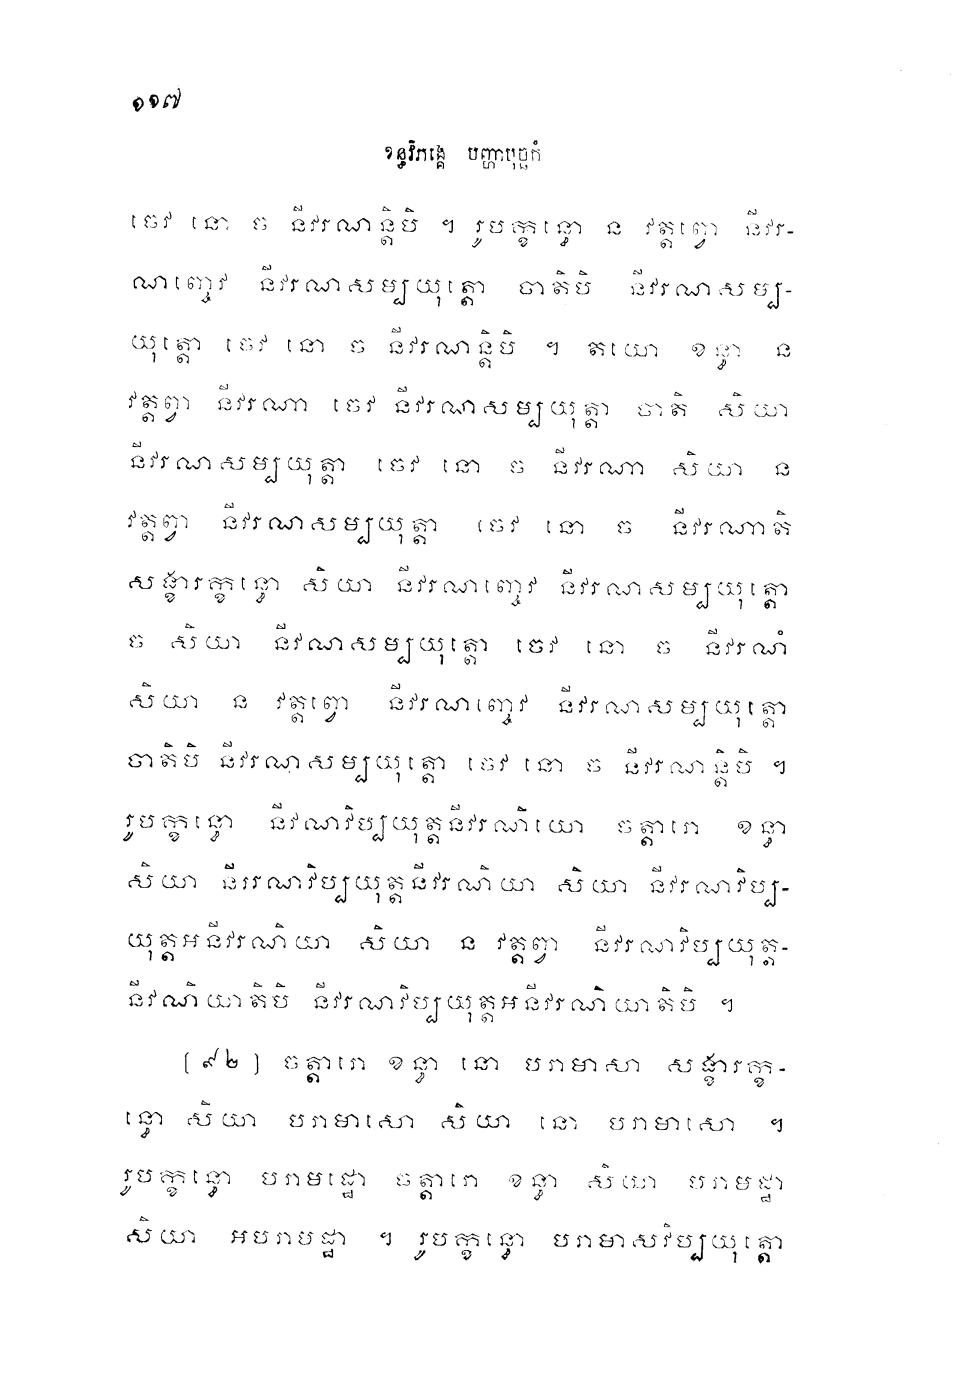 ១១៧
ខន្ធវិភង្គេ បញ្ហាបុច្ឆកំ
ចេវ នោ ច នីវរណន្តិបិ ។ រូបក្ខន្ធោ ន វត្តព្វោ នីវរ-
ណញ្ចេវ នីវរណសម្បយុត្តោ ចាតិបិ នីវរណសម្ប-
យុត្តោ ចេវ នោ ច នីវរណន្តិបិ ។ តយោ ខន្ធា ន
វត្តព្វា នីវរណា ចេវ នីវរណសម្បយុត្តា ចាតិ សិយា
នីវរណសម្បយុត្តា ចេវ នោ ច នីវរណា សិយា ន
វត្តព្វា នីវរណសម្បយុត្តា ចេវ នោ ច នីវរណាតិ
សង្ខារក្ខន្ធោ សិយា នីវរណញ្ចេវ នីវរណសម្បយុត្តោ
ច សិយា នីវណសម្បយុត្តោ ចេវ នោ ច នីវរណំ
សិយា ន វត្តព្វោ នីវរណញ្ចេវ នីវរណសម្បយុត្តោ
ចាតិបិ នីវរណសម្បយុត្តោ ចេវ នោ ច នីវរណន្តិបិ ។
រូបក្ខន្ធោ នីវណវិប្បយុត្តនីវរណិយោ ចត្តារោ ខន្ធា
សិយា នីររណវិប្បយុត្តនីវរណិយា សិយា នីវរណវិប្ប-
យុត្តអនីវរណិយា សិយា ន វត្តព្វា នីវរណវិប្បយុត្ត-
នីវណិយាតិបិ នីវរណវិប្បយុត្តអនីវរណិយាតិបិ ។
[ ៩២ ] ចត្តារោ ខន្ធា នោ បរាមាសា សង្ខារក្ខ-
ន្ធោ សិយា បរាមាសោ សិយា នោ បរាមាសោ ។
រូបក្ខន្ធោ បរាមដ្ឋោ ចត្តារោ ខន្ធា សិយា បរាមដ្ឋា
សិយា អបរាបដ្ឋា ។ រូបក្ខន្ធោ បរាមាសវិប្បយុត្តោ